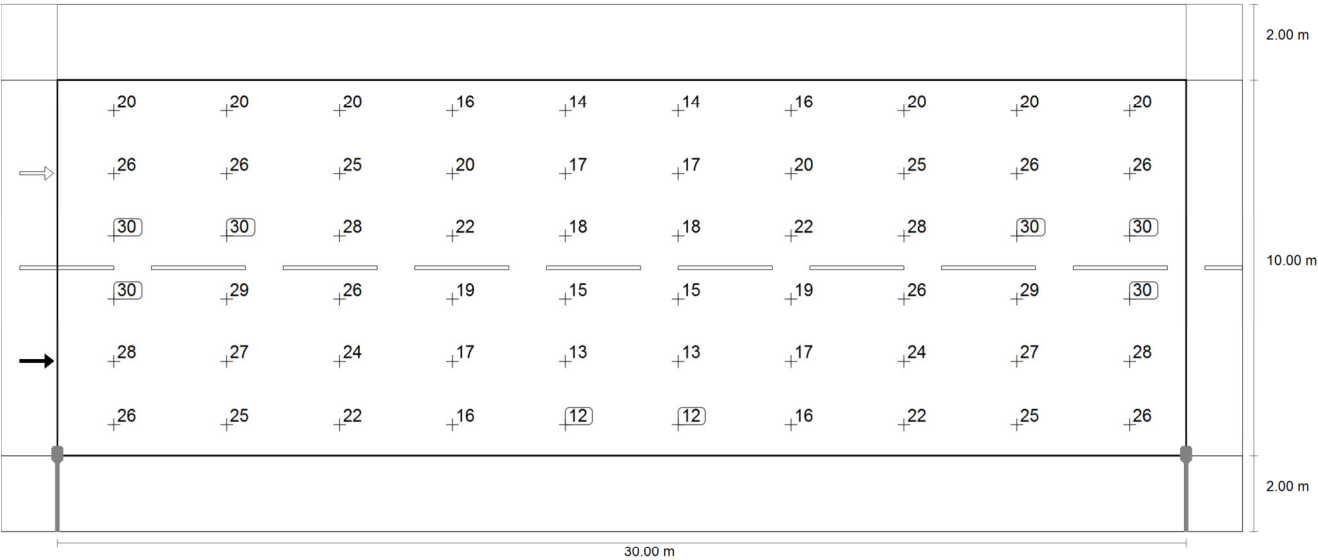 2.00 m
20 20 20 16 14 14 16 20 20 20
26 26 25 20 17 17 20 25 26 26
30 30 28 22 18 18 22 28 30 30
10.00 m
30 29 26 19 15 15 19 26 29 30
28 27 24 17 13 13 17 24 27 28
26 25 22 16 12 12 16 22 25 26
2.00 m
30.00 m